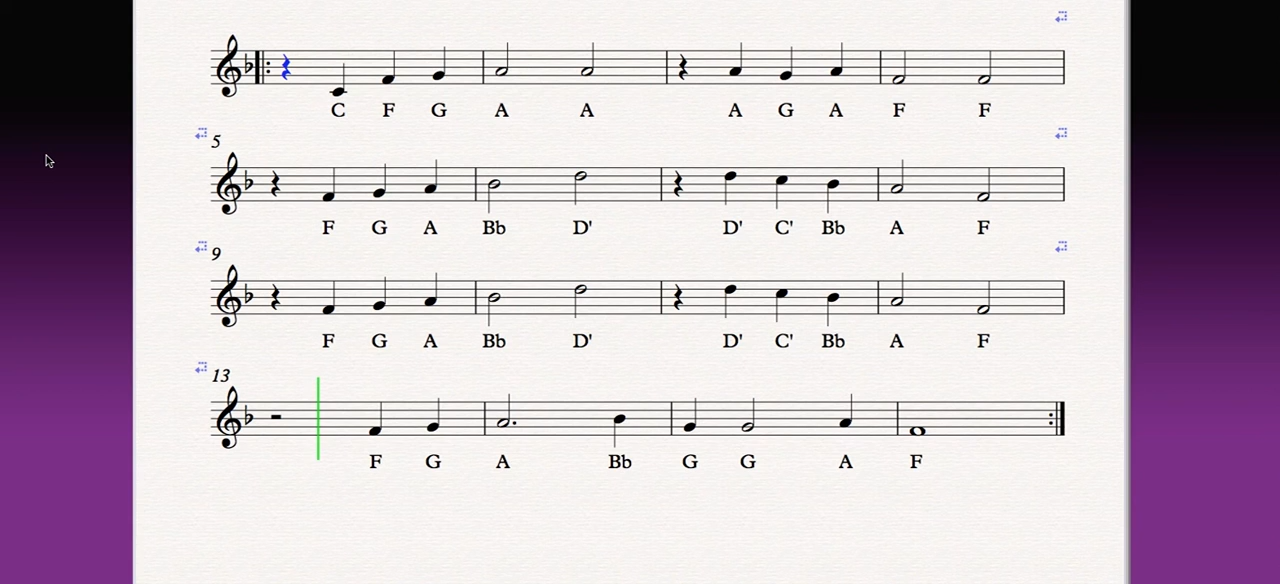 C F G A A A G A F F
5
F G A Bb D' D' C' Bb A F
9
F G A Bb D' D' C' Bb A F
13
F G A Bb G G A F